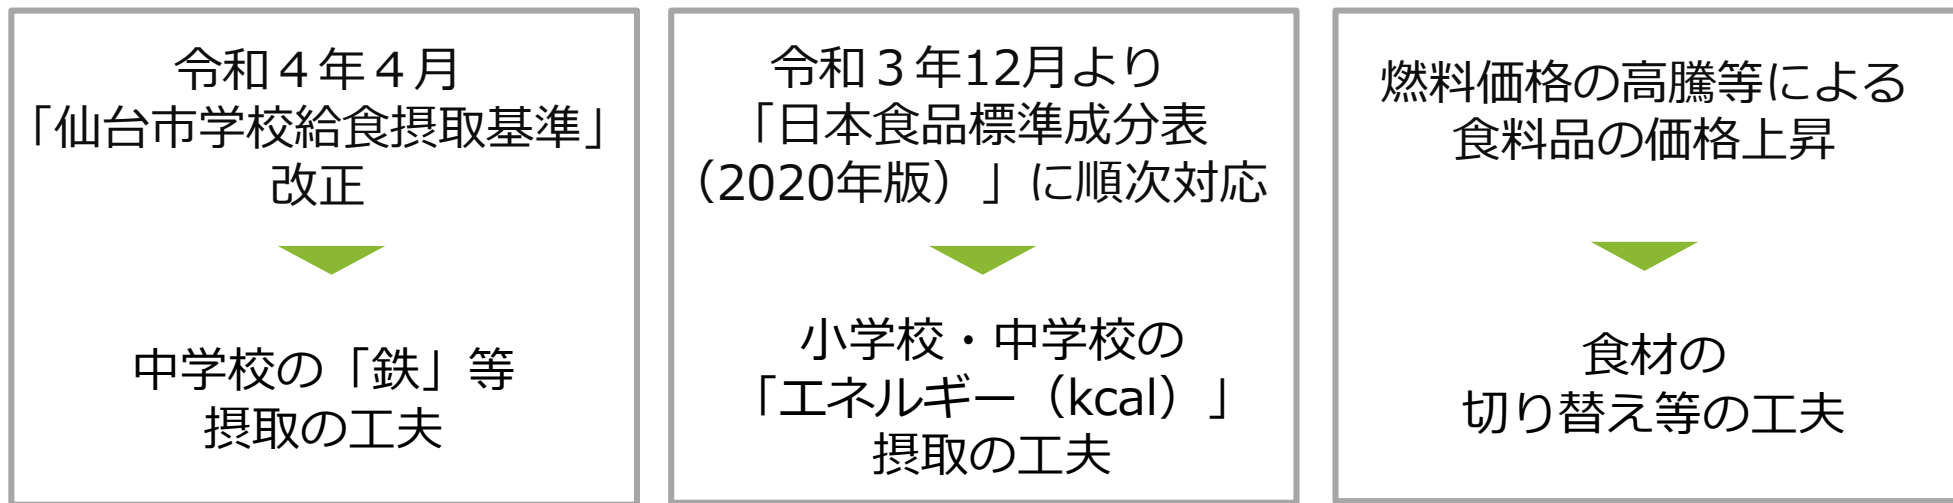 令和４年４月
「仙台市学校給食摂取基準」
改正
中学校の「鉄」等
摂取の工夫
令和３年12月より
「日本食品標準成分表
（2020年版）」に順次対応
小学校・中学校の
「エネルギー（kcal）」
摂取の工夫
燃料価格の高騰等による
食料品の価格上昇
食材の
切り替え等の工夫